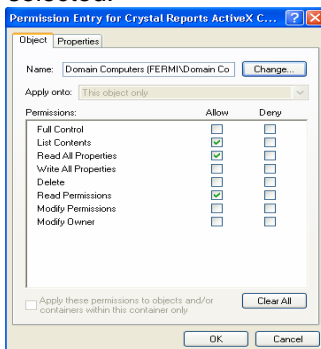 selected.
Permission Entry for Crystal Reports ActiveX C...
Object Properties
Name: Domain Computers (FERMI\Domain Co Change...
Apply onto: This object only
Permissions: Allow Deny
Full Control
List Contents
Read All Properties
Write All Properties
Delete
Read Permissions
Modify Permissions
Modify Owner
Apply these permissions to objects and/or
containers within this container only
Clear All
OK Cancel